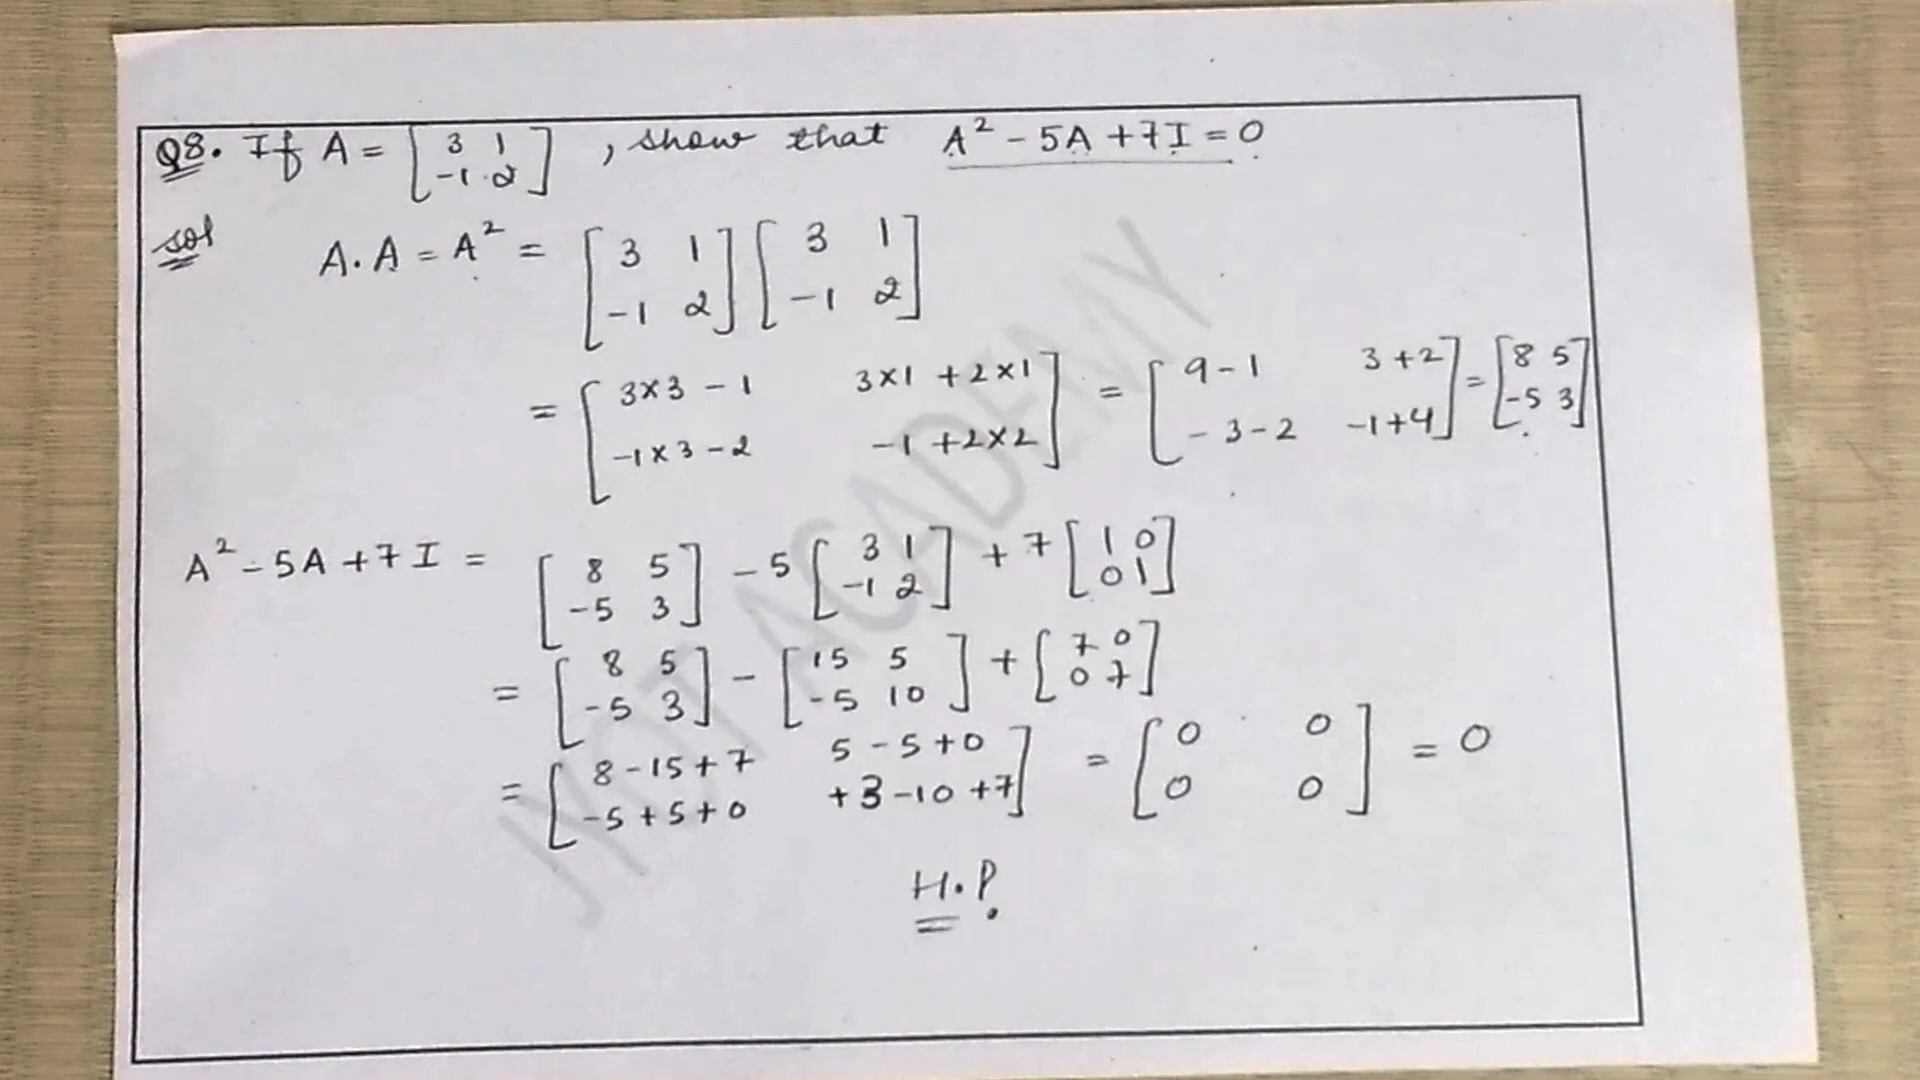 Q8. If A = [3 1 -1 2], show that A² - 5A + 7I = 0
Sol
A.A = A² = [3 1 -1 2] [3 1 -1 2]
= [3×3 - 1 3×1 + 2×1 -1×3 - 2 -1 + 2×2] = [9 - 1 3 + 2 - 3 - 2 -1 + 4] = [8 5 -5 3]
A² - 5A + 7I = [8 5 -5 3] - 5 [3 1 -1 2] + 7 [1 0 0 1]
= [8 5 -5 3] - [15 5 -5 10] + [7 0 0 7]
= [8 - 15 + 7 5 - 5 + 0 -5 + 5 + 0 +3 - 10 + 7] = [0 0 0 0] = 0
H.P.
JYOT ACADEMY